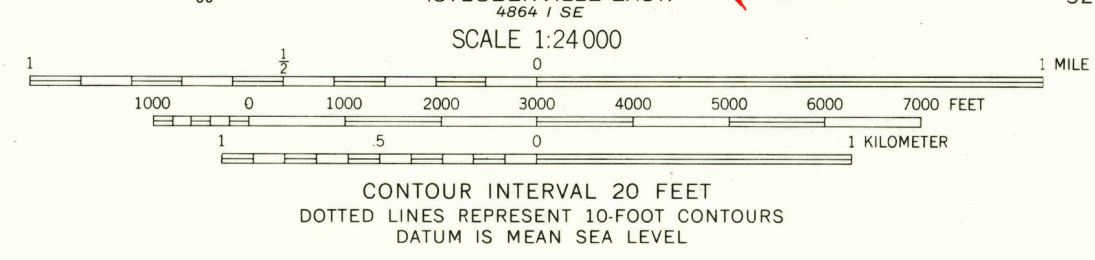 4864 I SE
SCALE 1:24000
1 1/2 0 1 MILE
1000 0 1000 2000 3000 4000 5000 6000 7000 FEET
1 .5 0 1 KILOMETER
CONTOUR INTERVAL 20 FEET
DOTTED LINES REPRESENT 10-FOOT CONTOURS
DATUM IS MEAN SEA LEVEL